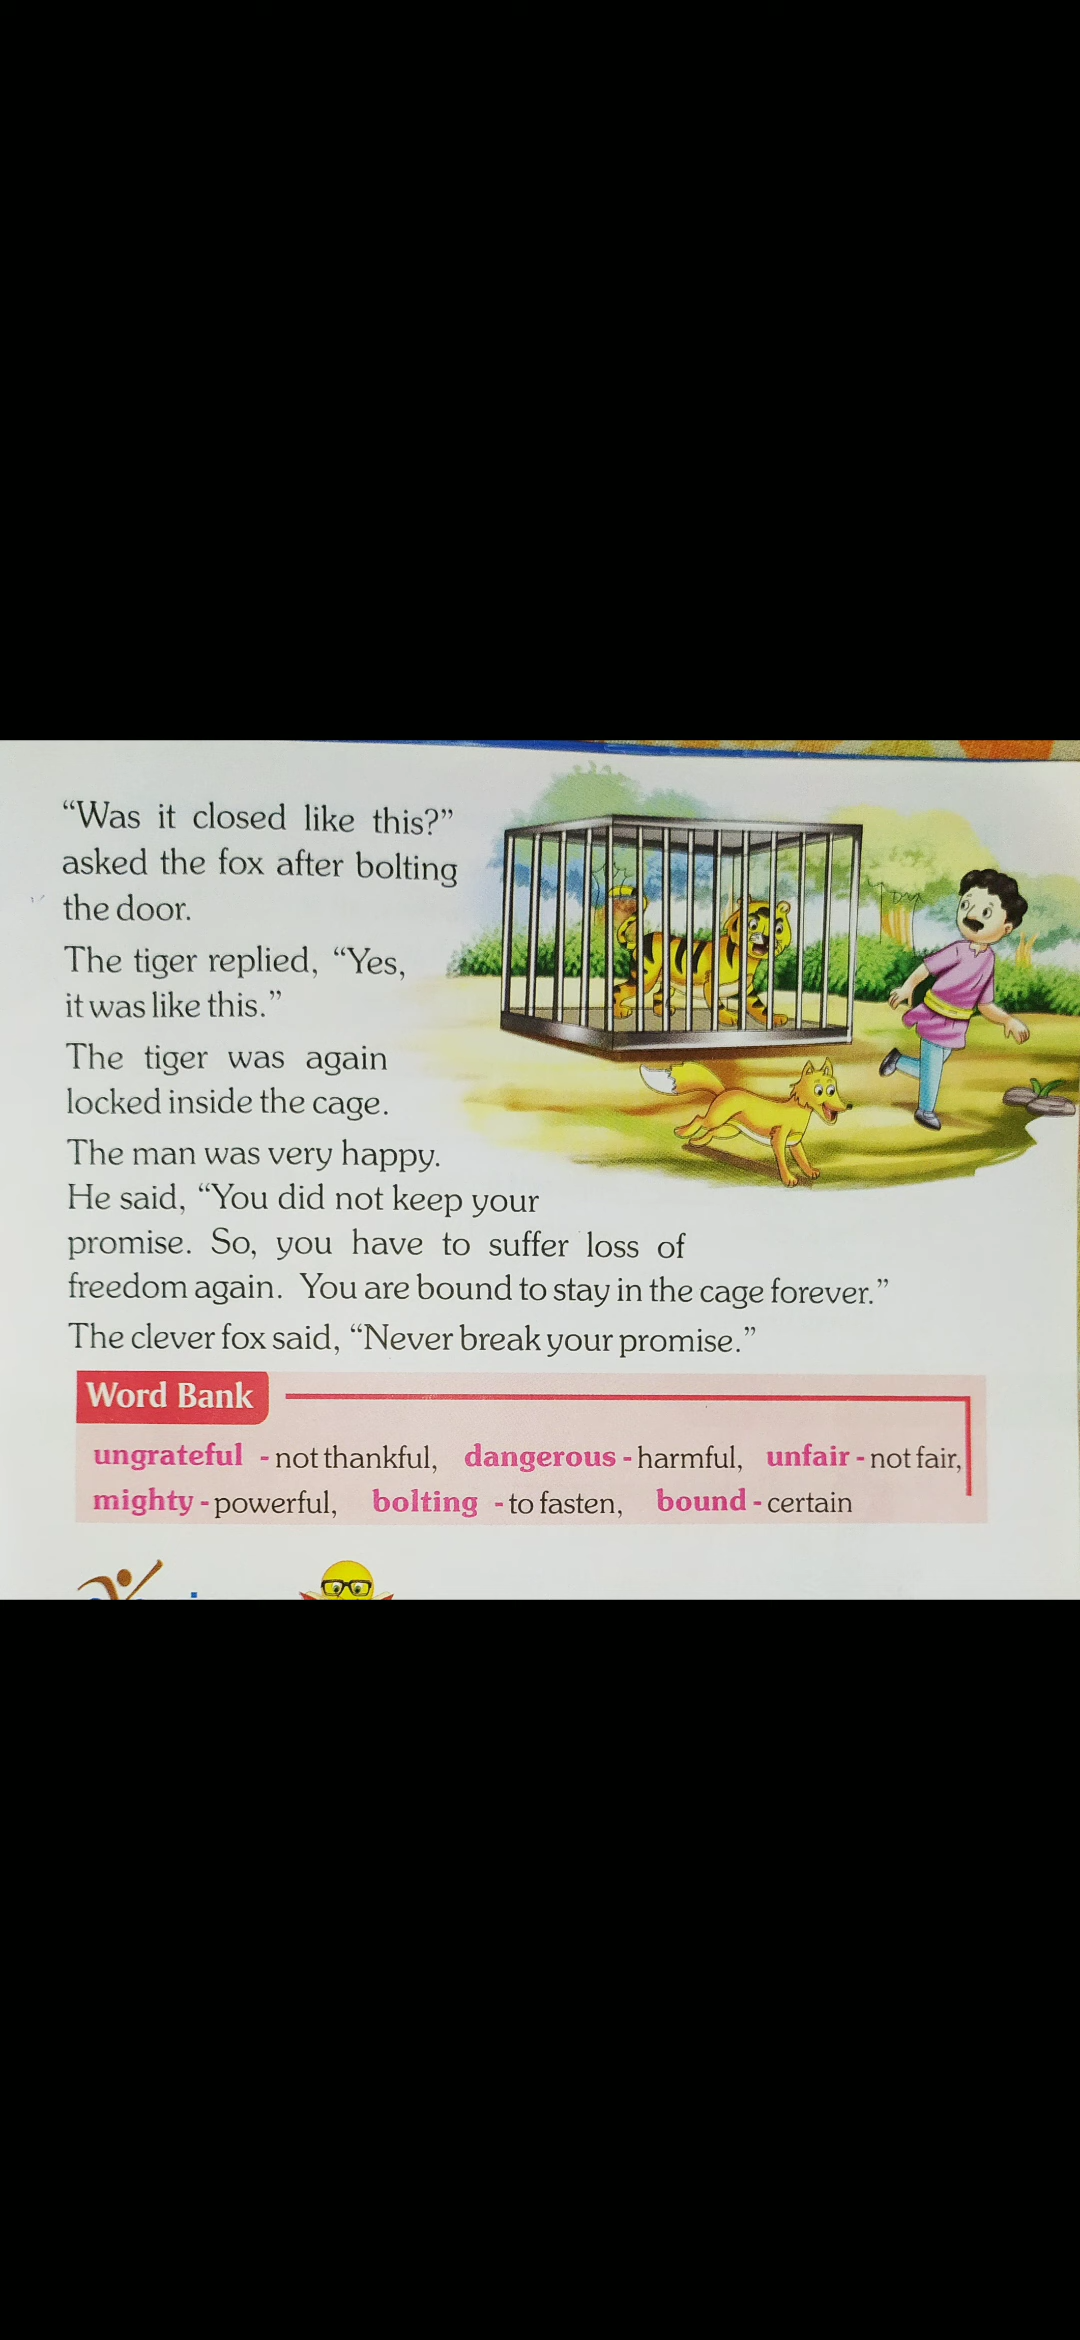 “Was it closed like this?”
asked the fox after bolting
the door.
The tiger replied, “Yes,
it was like this.”
The tiger was again
locked inside the cage.
The man was very happy.
He said, “You did not keep your
promise. So, you have to suffer loss of
freedom again. You are bound to stay in the cage forever.”
The clever fox said, “Never break your promise.”
Word Bank
ungrateful - not thankful, dangerous - harmful, unfair - not fair,
mighty - powerful, bolting - to fasten, bound - certain